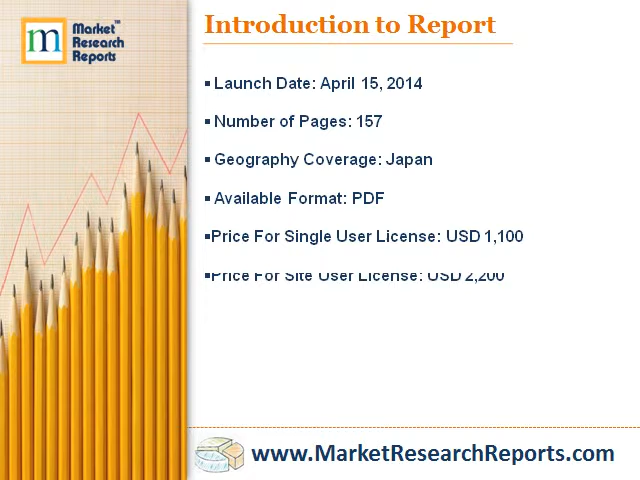 m
Market
Research
Reports
™
Introduction to Report
▪ Launch Date: April 15, 2014
▪ Number of Pages: 157
▪ Geography Coverage: Japan
▪ Available Format: PDF
▪Price For Single User License: USD 1,100
▪Price For Site User License: USD 2,200
www.MarketResearchReports.com